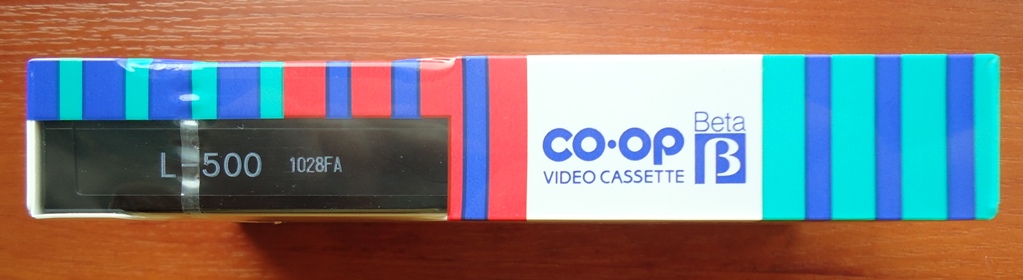 L-500 1028FA
CO·OP
VIDEO CASSETTE
Beta
β